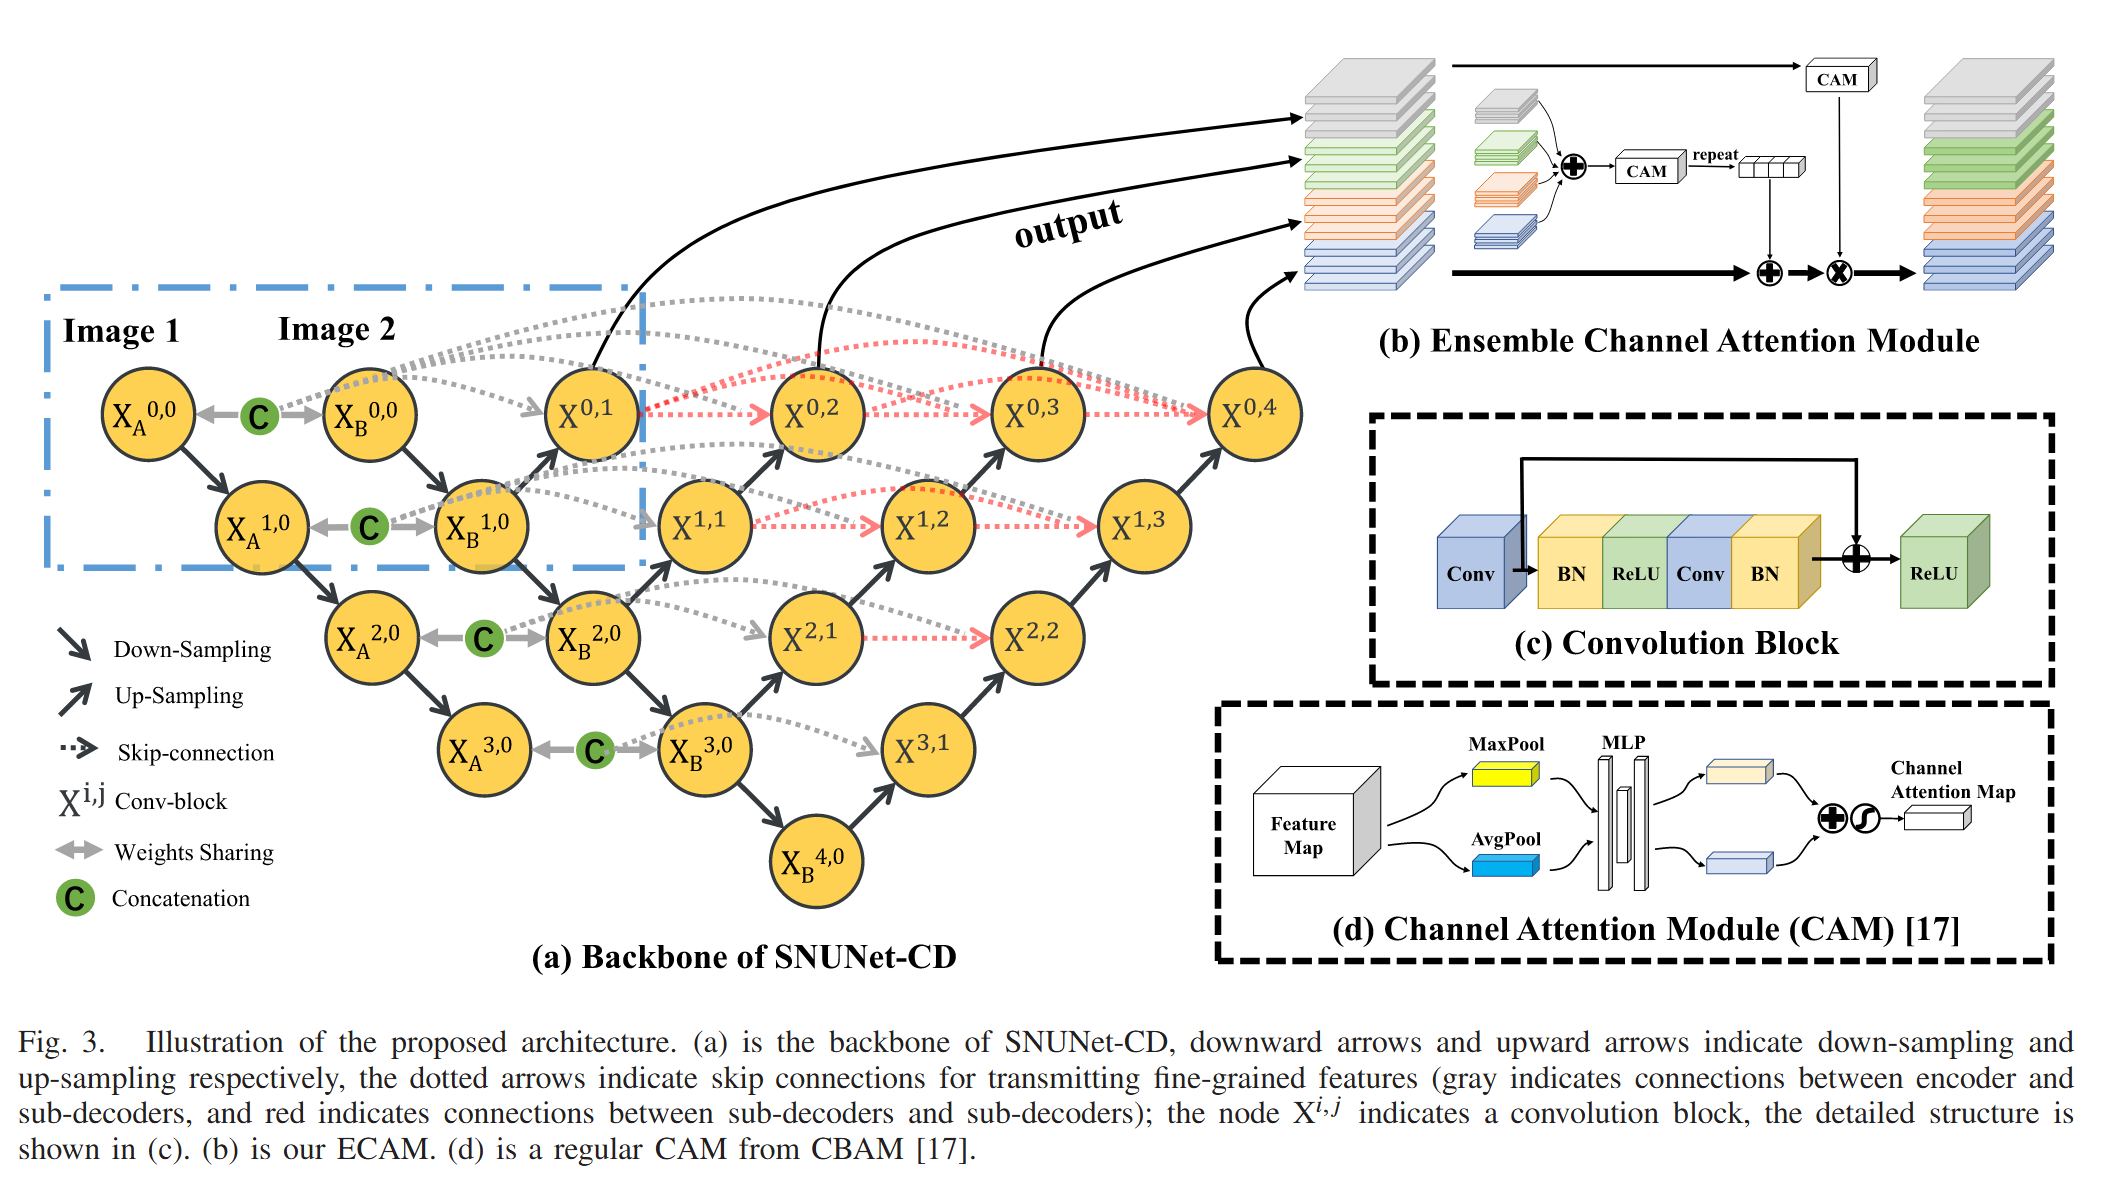 Image 1
Image 2
X_A^{0,0}
C
X_B^{0,0}
X^{0,1}
X^{0,2}
X^{0,3}
X^{0,4}
X_A^{1,0}
C
X_B^{1,0}
X^{1,1}
X^{1,2}
X^{1,3}
X_A^{2,0}
C
X_B^{2,0}
X^{2,1}
X^{2,2}
X_A^{3,0}
C
X_B^{3,0}
X^{3,1}
X_B^{4,0}
output
Down-Sampling
Up-Sampling
Skip-connection
X^{i,j} Conv-block
Weights Sharing
C Concatenation
(a) Backbone of SNUNet-CD
CAM
CAM
repeat
(b) Ensemble Channel Attention Module
Conv
BN
ReLU
Conv
BN
ReLU
(c) Convolution Block
Feature
Map
MaxPool
AvgPool
MLP
Channel
Attention Map
(d) Channel Attention Module (CAM) [17]
Fig. 3. Illustration of the proposed architecture. (a) is the backbone of SNUNet-CD, downward arrows and upward arrows indicate down-sampling and
up-sampling respectively, the dotted arrows indicate skip connections for transmitting fine-grained features (gray indicates connections between encoder and
sub-decoders, and red indicates connections between sub-decoders and sub-decoders); the node X^{i,j} indicates a convolution block, the detailed structure is
shown in (c). (b) is our ECAM. (d) is a regular CAM from CBAM [17].